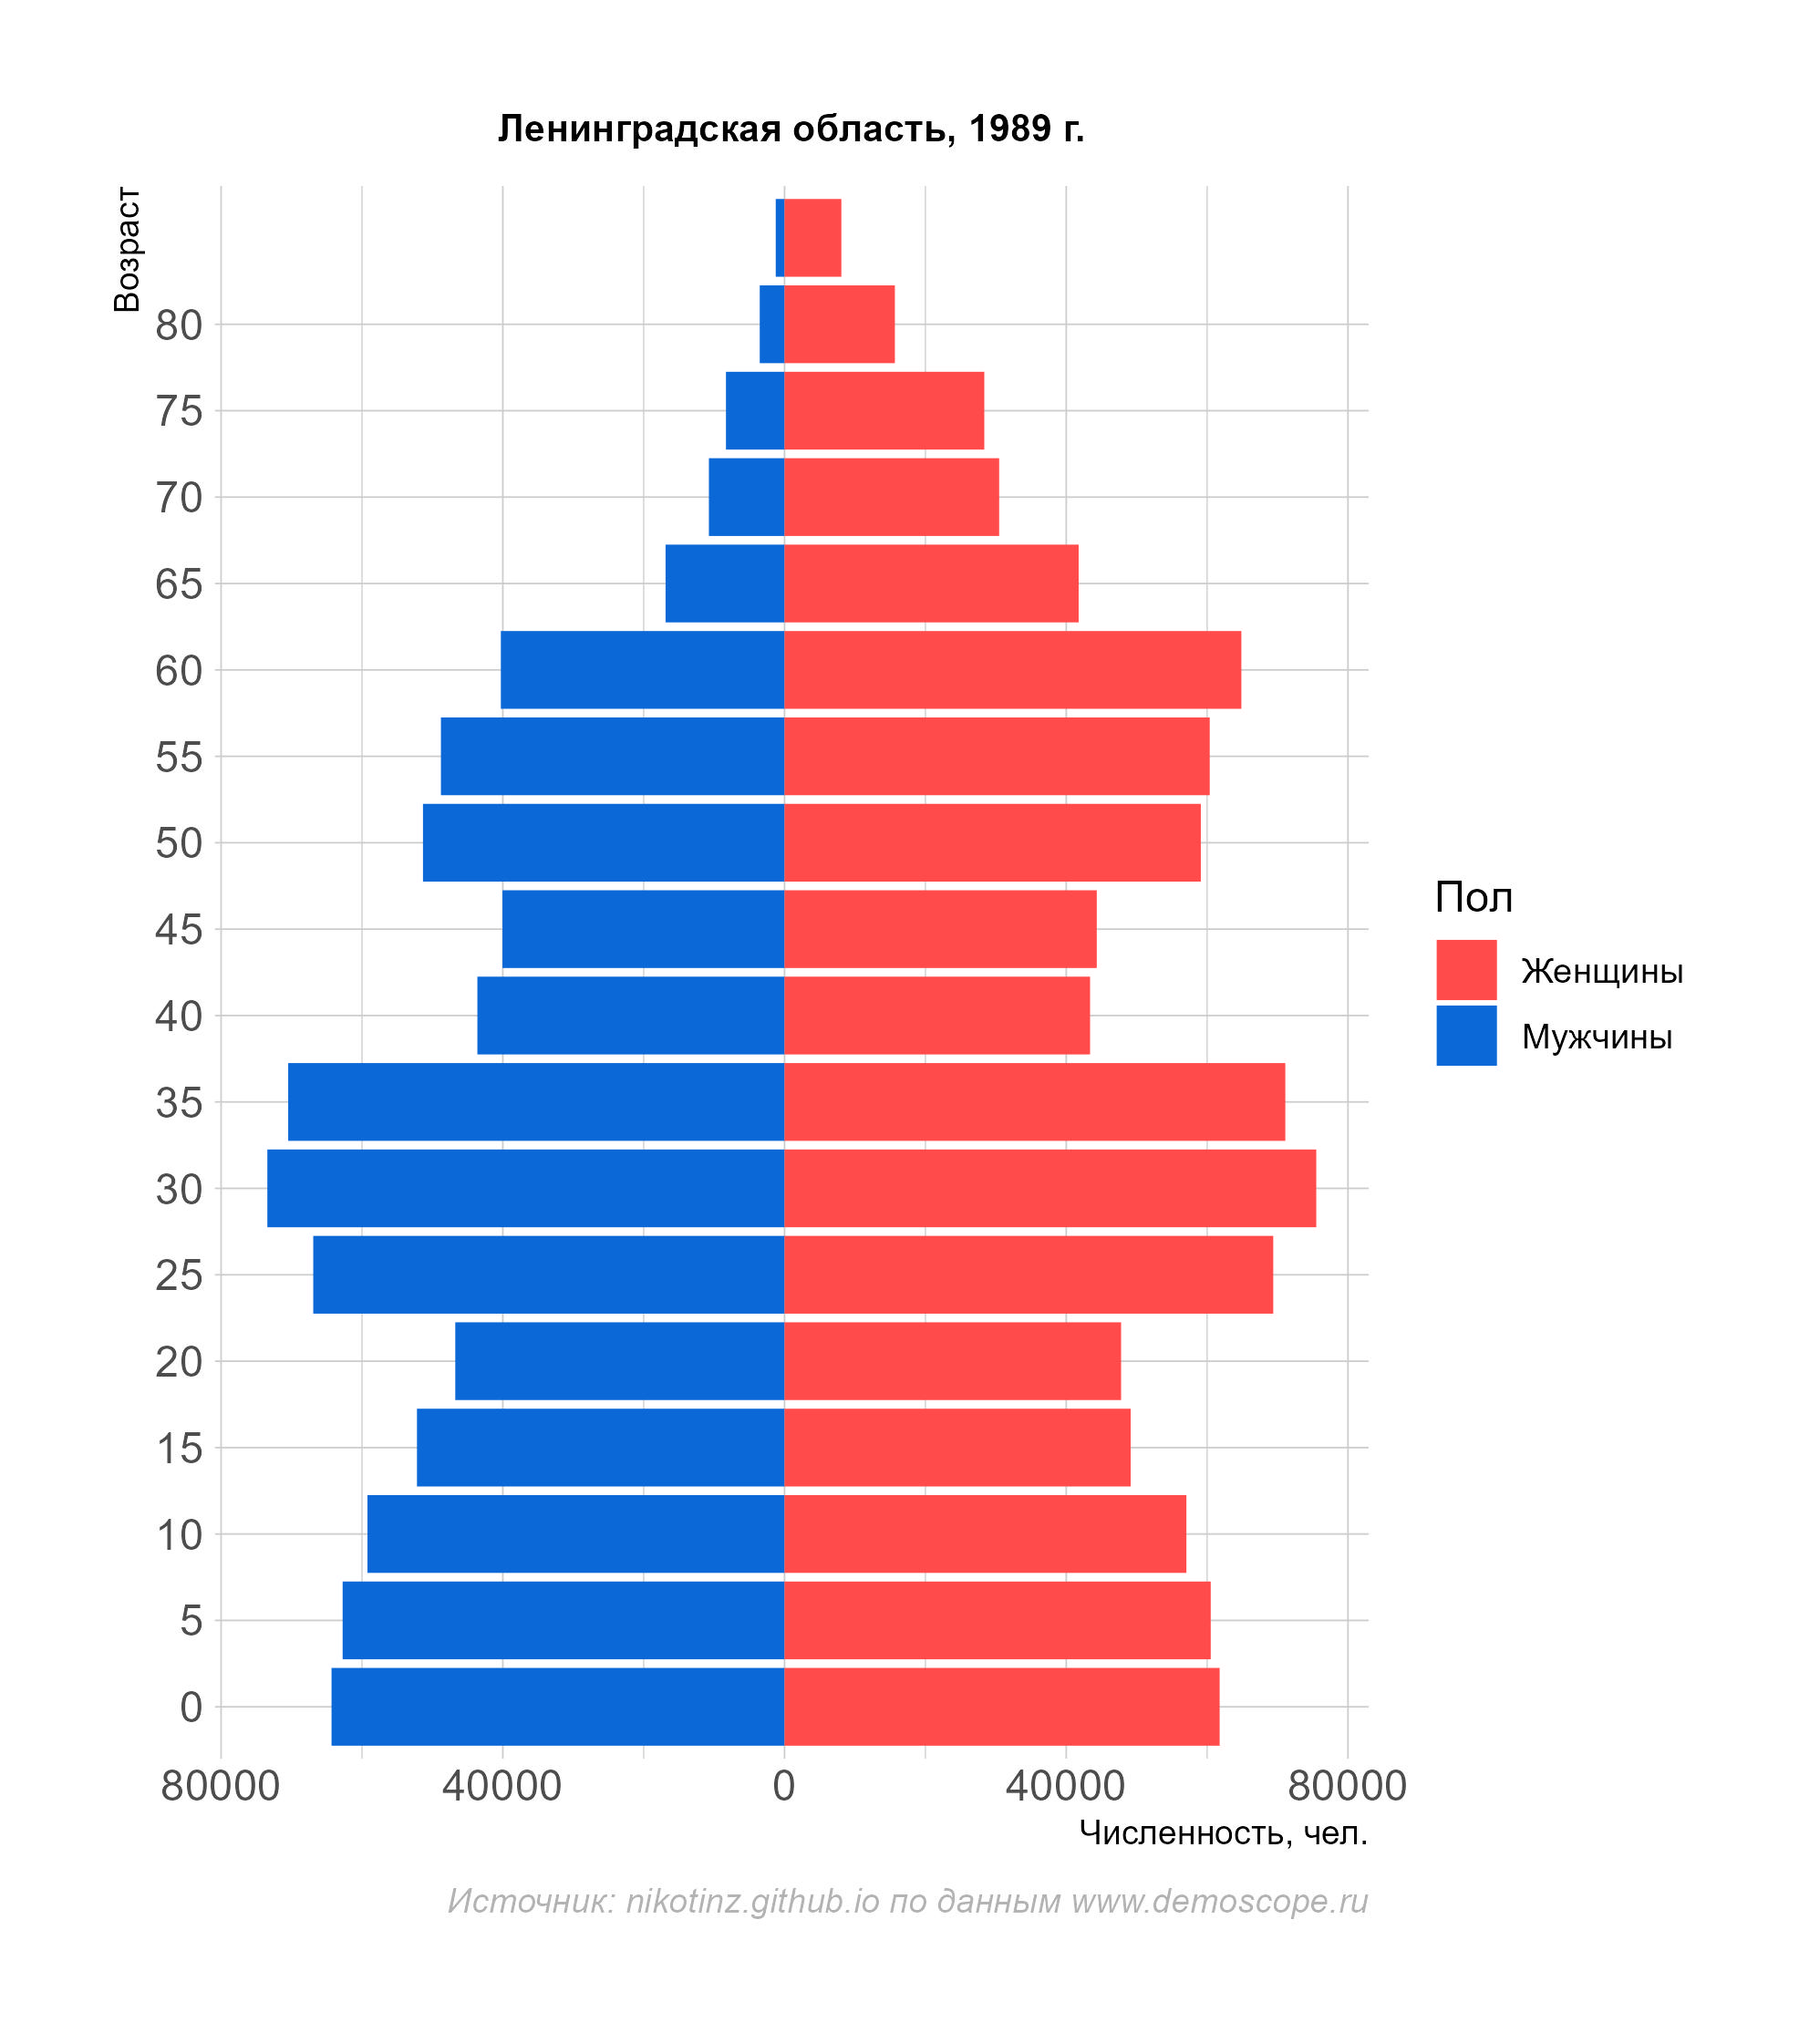 Ленинградская область, 1989 г.
Возраст
80
75
70
65
60
55
50
45
40
35
30
25
20
15
10
5
0
80000 40000 0 40000 80000
Численность, чел.
Пол
Женщины
Мужчины
Источник: nikotinz.github.io по данным www.demoscope.ru